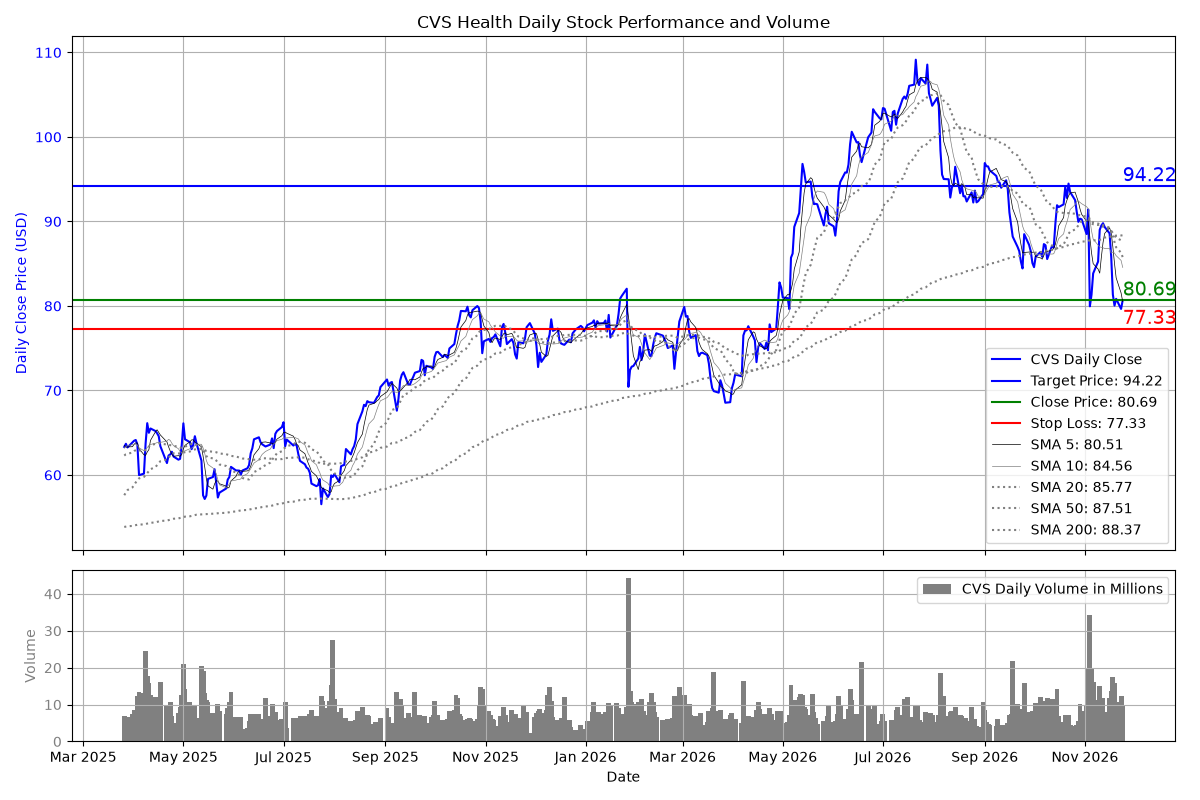 CVS Health Daily Stock Performance and Volume
110
100
90
80
70
60
Daily Close Price (USD)
94.22
80.69
77.33
CVS Daily Close
Target Price: 94.22
Close Price: 80.69
Stop Loss: 77.33
SMA 5: 80.51
SMA 10: 84.56
SMA 20: 85.77
SMA 50: 87.51
SMA 200: 88.37
40
30
20
10
0
Volume
CVS Daily Volume in Millions
Mar 2025 May 2025 Jul 2025 Sep 2025 Nov 2025 Jan 2026 Mar 2026 May 2026 Jul 2026 Sep 2026 Nov 2026
Date